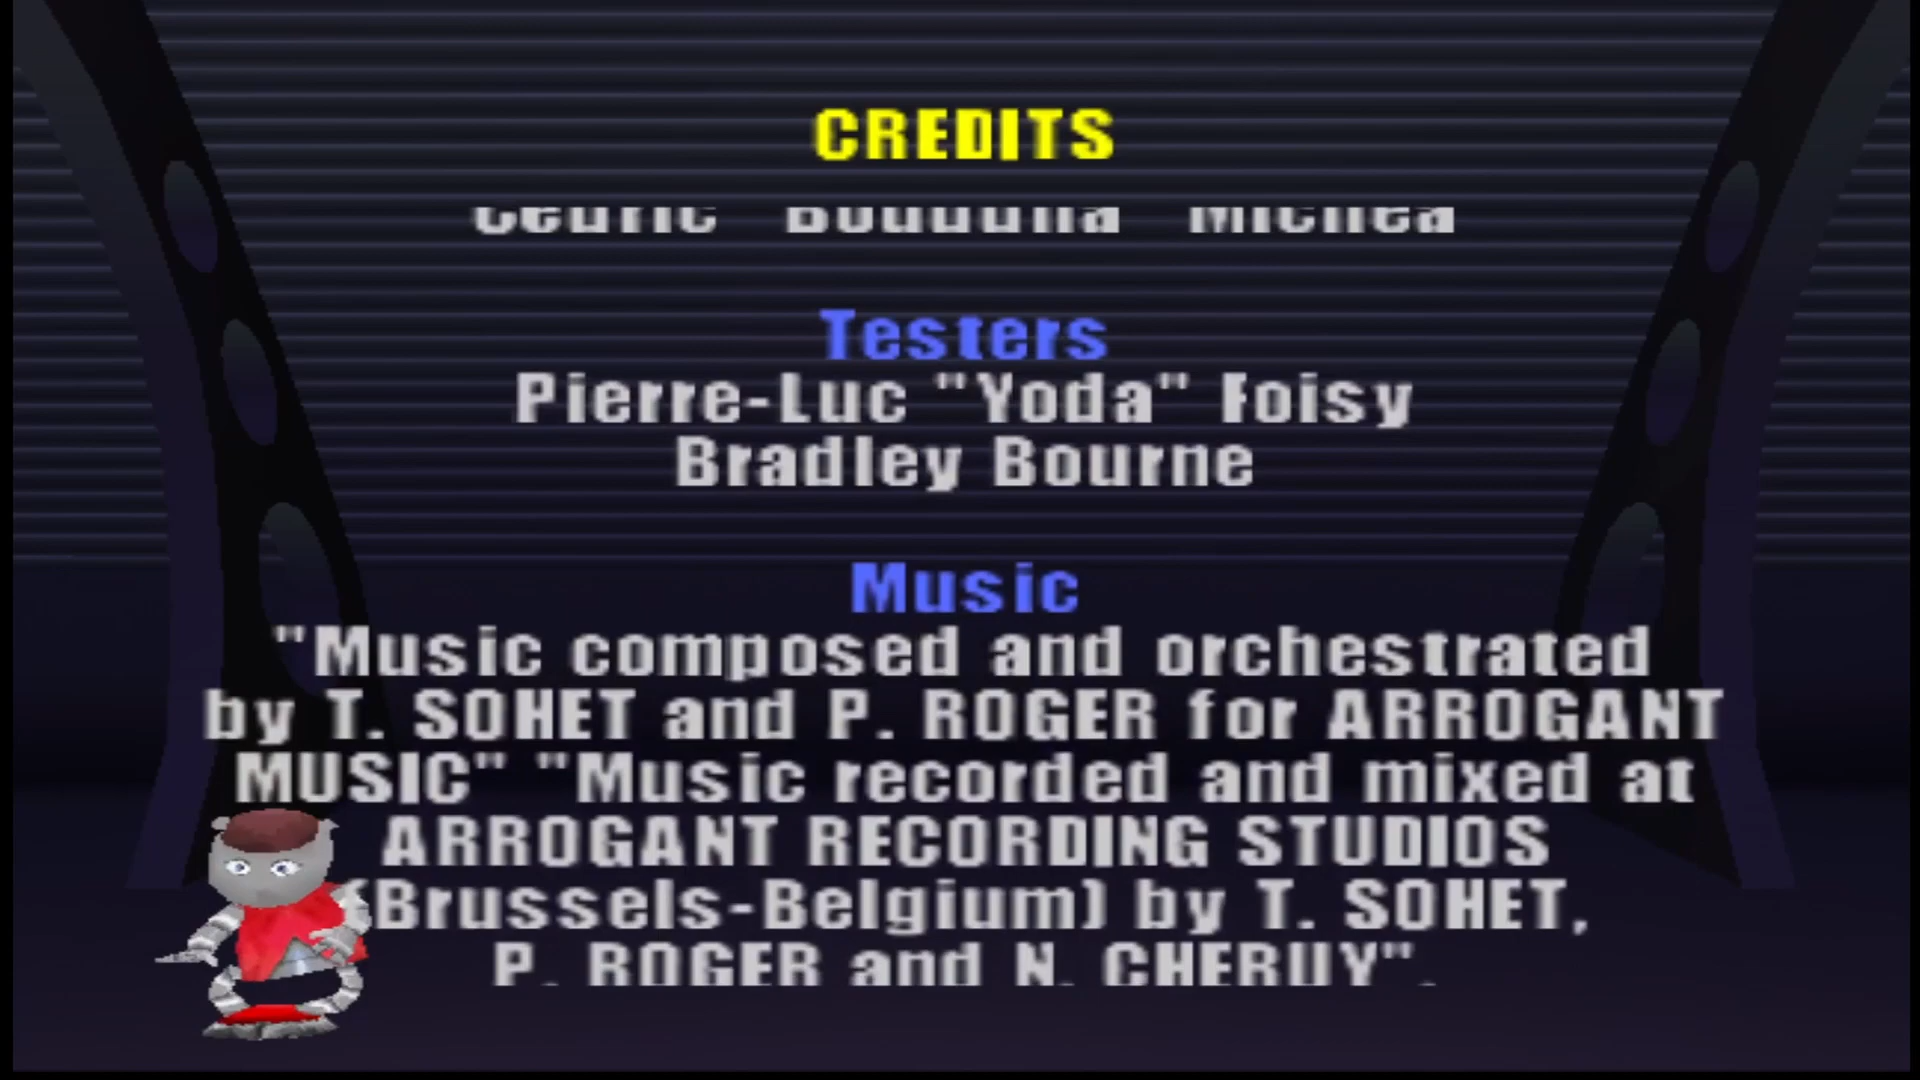 CREDITS
Testers
Pierre-Luc "Yoda" Foisy
Bradley Bourne
Music
"Music composed and orchestrated
by T. SOHET and P. ROGER for ARROGANT
MUSIC" "Music recorded and mixed at
ARROGANT RECORDING STUDIOS
(Brussels-Belgium) by T. SOHET,
P. ROGER and N. CHERUY".